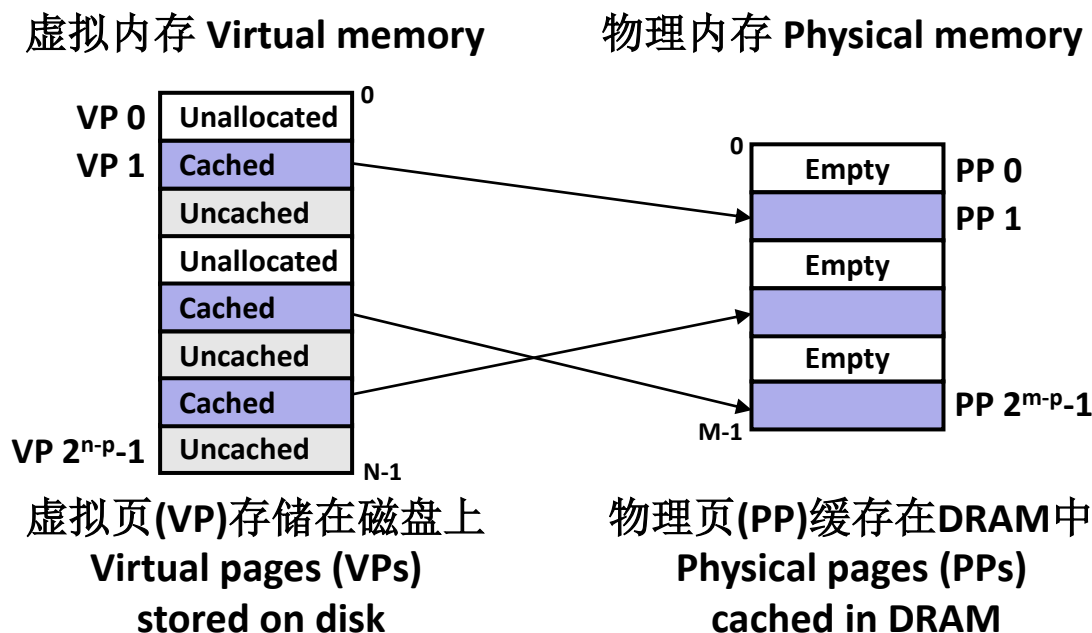 虚拟内存 Virtual memory
物理内存 Physical memory
0
VP 0 Unallocated
VP 1 Cached
Uncached
Unallocated
Cached
Uncached
Cached
VP 2ⁿ⁻ᵖ-1 Uncached
N-1
0
Empty PP 0
PP 1
Empty
Empty
PP 2ᵐ⁻ᵖ-1
M-1
虚拟页(VP)存储在磁盘上
Virtual pages (VPs)
stored on disk
物理页(PP)缓存在DRAM中
Physical pages (PPs)
cached in DRAM